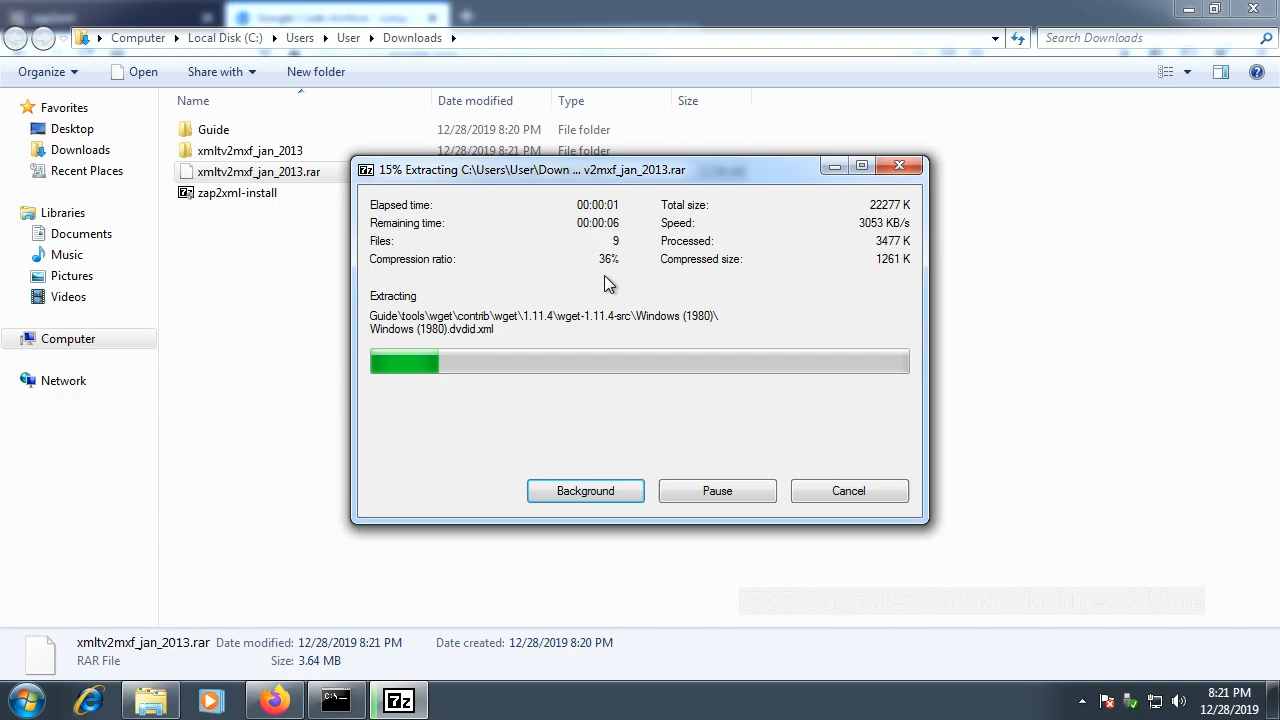 Computer
Local Disk (C:)
Users
User
Downloads
Search Downloads
Organize
Open
Share with
New folder
Name
Date modified
Type
Size
Favorites
Desktop
Downloads
Recent Places
Libraries
Documents
Music
Pictures
Videos
Computer
Network
Guide
12/28/2019 8:20 PM
File folder
xmltv2mxf_jan_2013
12/28/2019 8:21 PM
File folder
xmltv2mxf_jan_2013.rar
zap2xml-install
15% Extracting C:\Users\User\Down ... v2mxf_jan_2013.rar
Elapsed time: 00:00:01
Total size: 22277 K
Remaining time: 00:00:06
Speed: 3053 KB/s
Files: 9
Processed: 3477 K
Compression ratio: 36%
Compressed size: 1261 K
Extracting
Guide\tools\wget\contrib\wget\1.11.4\wget-1.11.4-src\Windows (1980)\
Windows (1980).dvdid.xml
Background
Pause
Cancel
xmltv2mxf_jan_2013.rar
Date modified: 12/28/2019 8:21 PM
Date created: 12/28/2019 8:20 PM
RAR File
Size: 3.64 MB
8:21 PM
12/28/2019